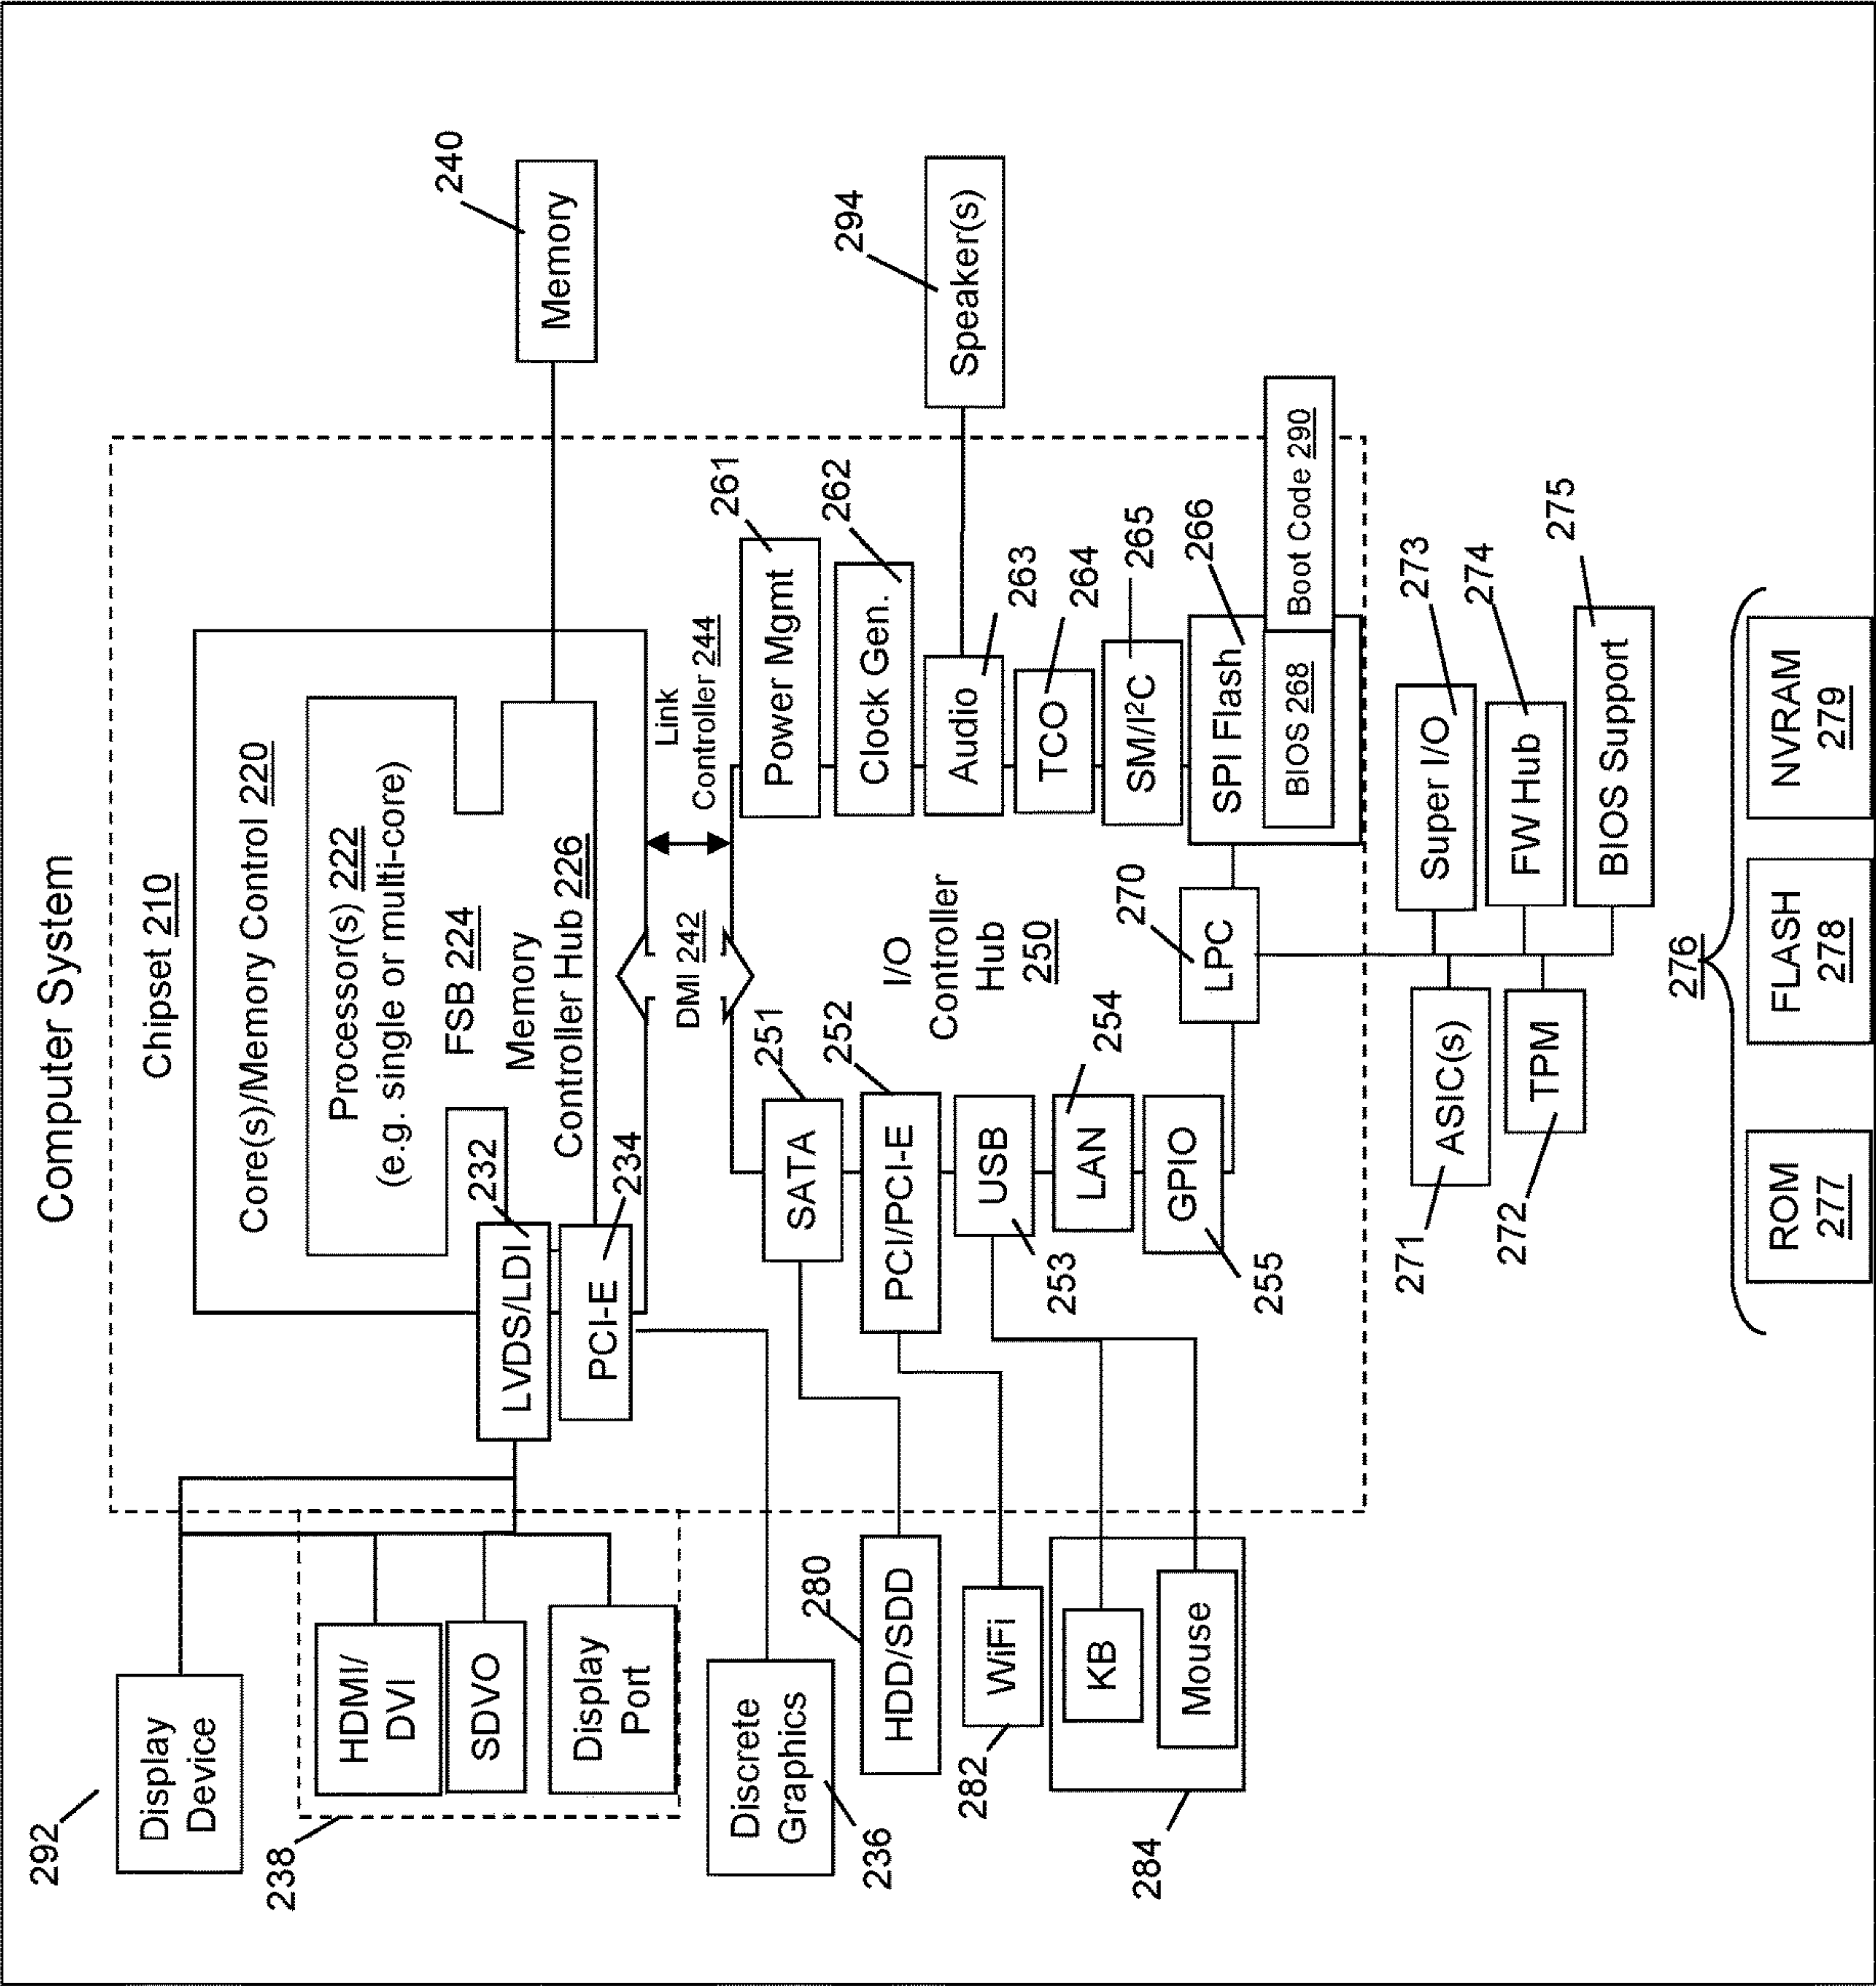 Computer System
Chipset 210
Core(s)/Memory Control 220
Processor(s) 222
(e.g. single or multi-core)
FSB 224
Memory
Controller Hub 226
240
Memory
292
Display
Device
238
HDMI/
DVI
SDVO
Display
Port
232
LVDS/LDI
234
PCI-E
Discrete
Graphics
236
DMI 242
Link
Controller 244
I/O
Controller
Hub
250
251
SATA
252
PCI/PCI-E
USB
253
254
LAN
GPIO
255
261
Power Mgmt
262
Clock Gen.
Audio
263
294
Speaker(s)
TCO
264
SM/I²C
265
SPI Flash
266
BIOS 268
Boot Code 290
280
HDD/SDD
WiFi
282
KB
Mouse
284
270
LPC
271
ASIC(s)
272
TPM
Super I/O
273
FW Hub
274
BIOS Support
275
276
ROM
277
FLASH
278
NVRAM
279